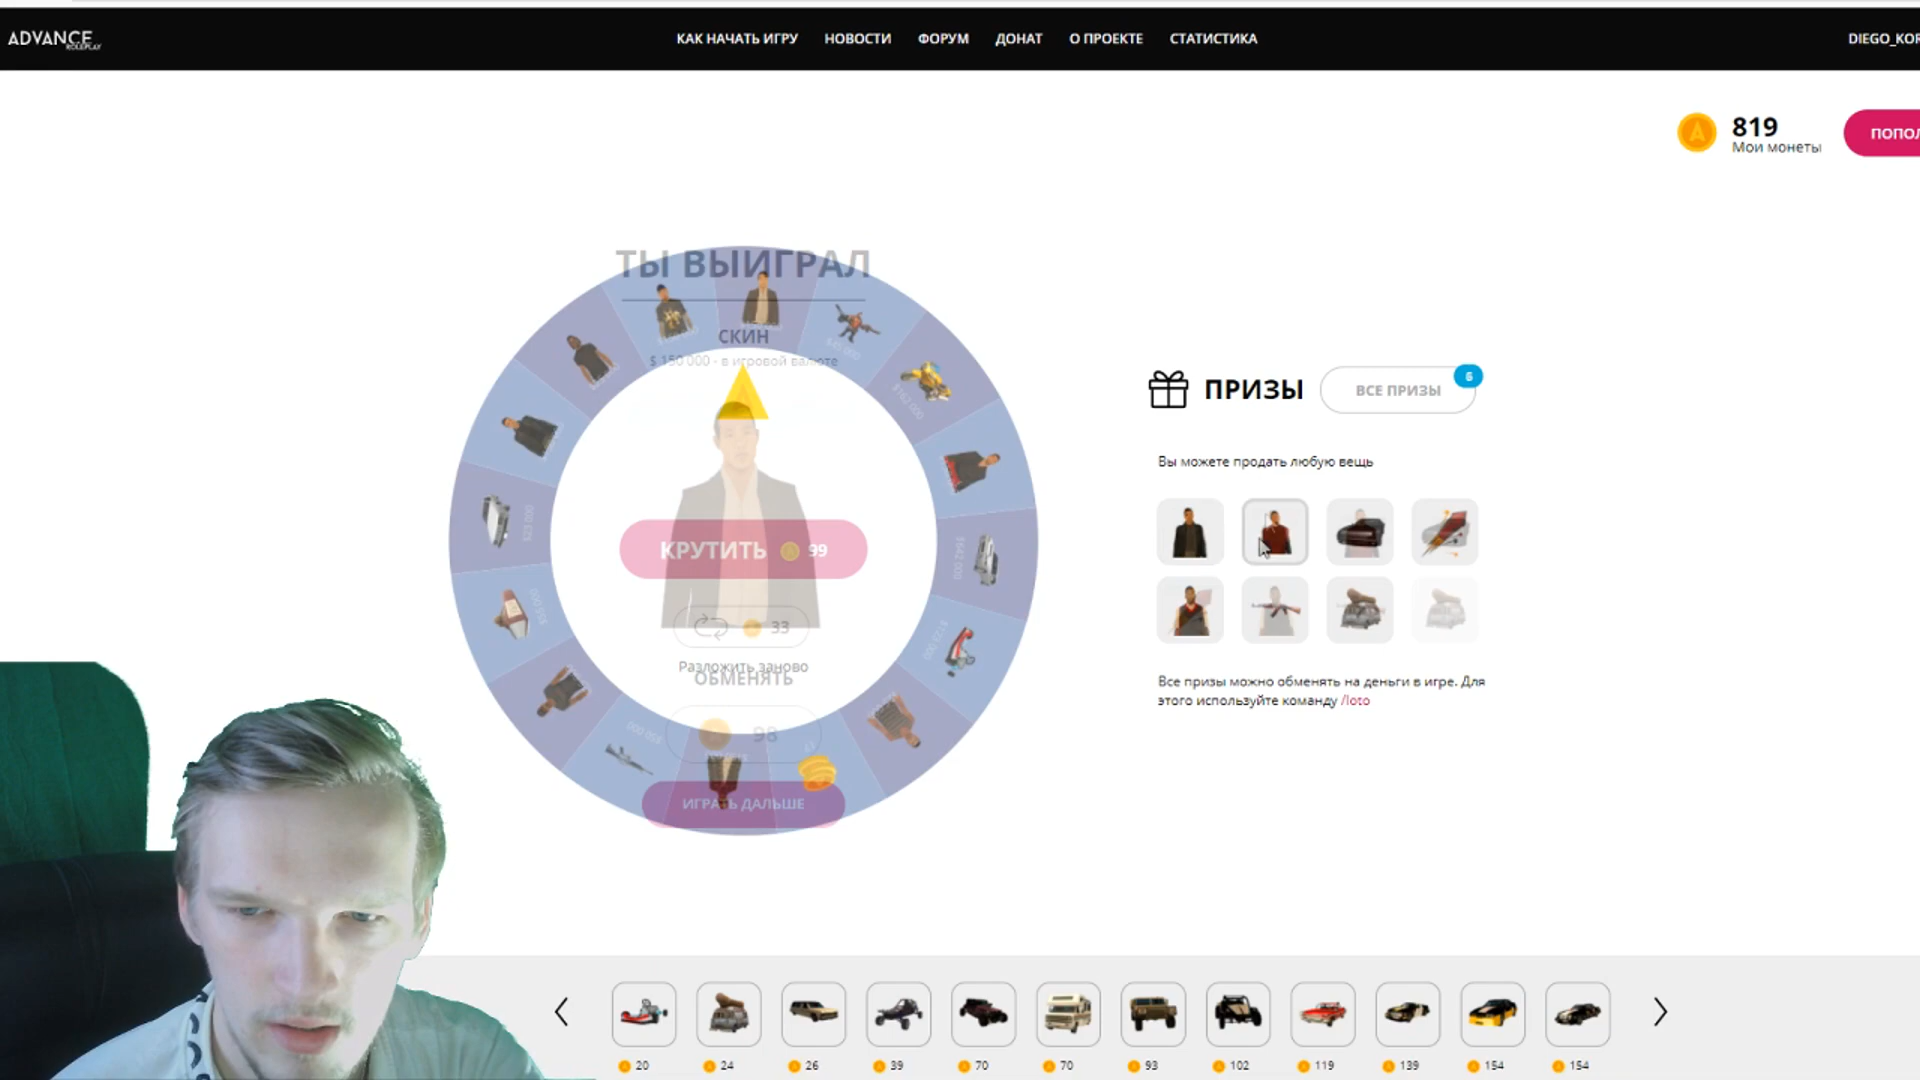 ADVANCE
ROLEPLAY
КАК НАЧАТЬ ИГРУ
НОВОСТИ
ФОРУМ
ДОНАТ
О ПРОЕКТЕ
СТАТИСТИКА
DIEGO_KOR
819
Мои монеты
ПОПОЛ
ТЫ ВЫИГРАЛ
СКИН
$ 150 000 - в игровой валюте
КРУТИТЬ 99
33
Разложить заново
ОБМЕНЯТЬ
98
ИГРАТЬ ДАЛЬШЕ
ПРИЗЫ
ВСЕ ПРИЗЫ
6
Вы можете продать любую вещь
Все призы можно обменять на деньги в игре. Для
этого используйте команду /loto
20
24
26
39
70
70
93
102
119
139
154
154